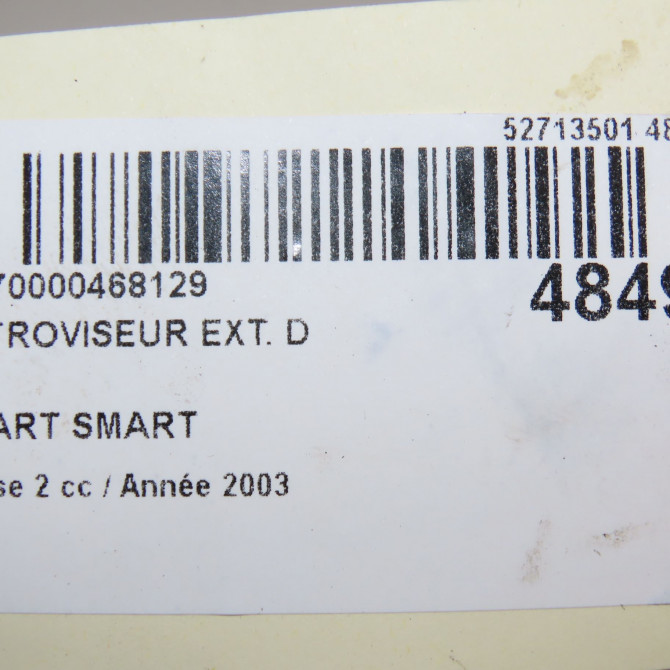 52713501 48
70000468129
4849
TROVISEUR EXT. D
ART SMART
se 2 cc / Année 2003